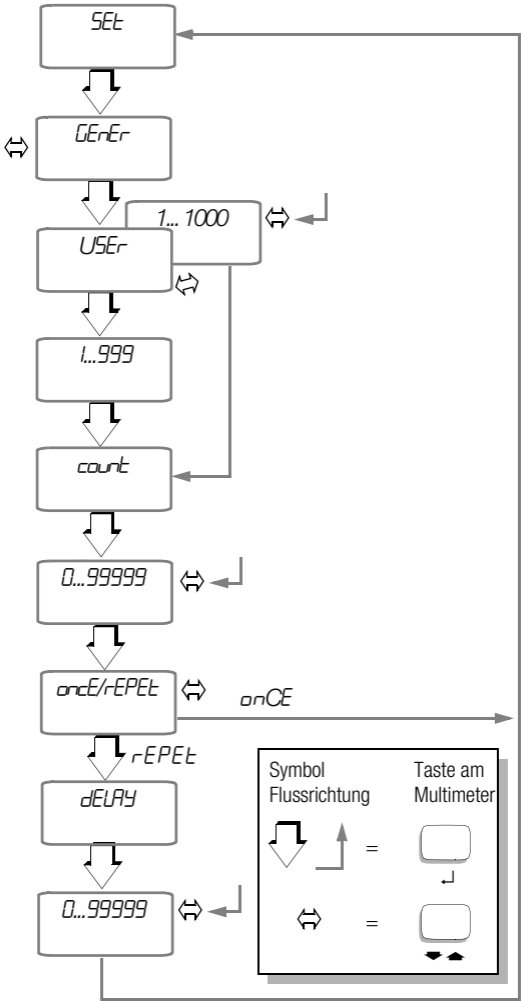 SEt
GEnEr
1... 1000
USEr
1...999
count
0...99999
oncE/rEPEt
onCE
rEPEt
dELAY
0...99999
Symbol Flussrichtung
Taste am Multimeter
=
=